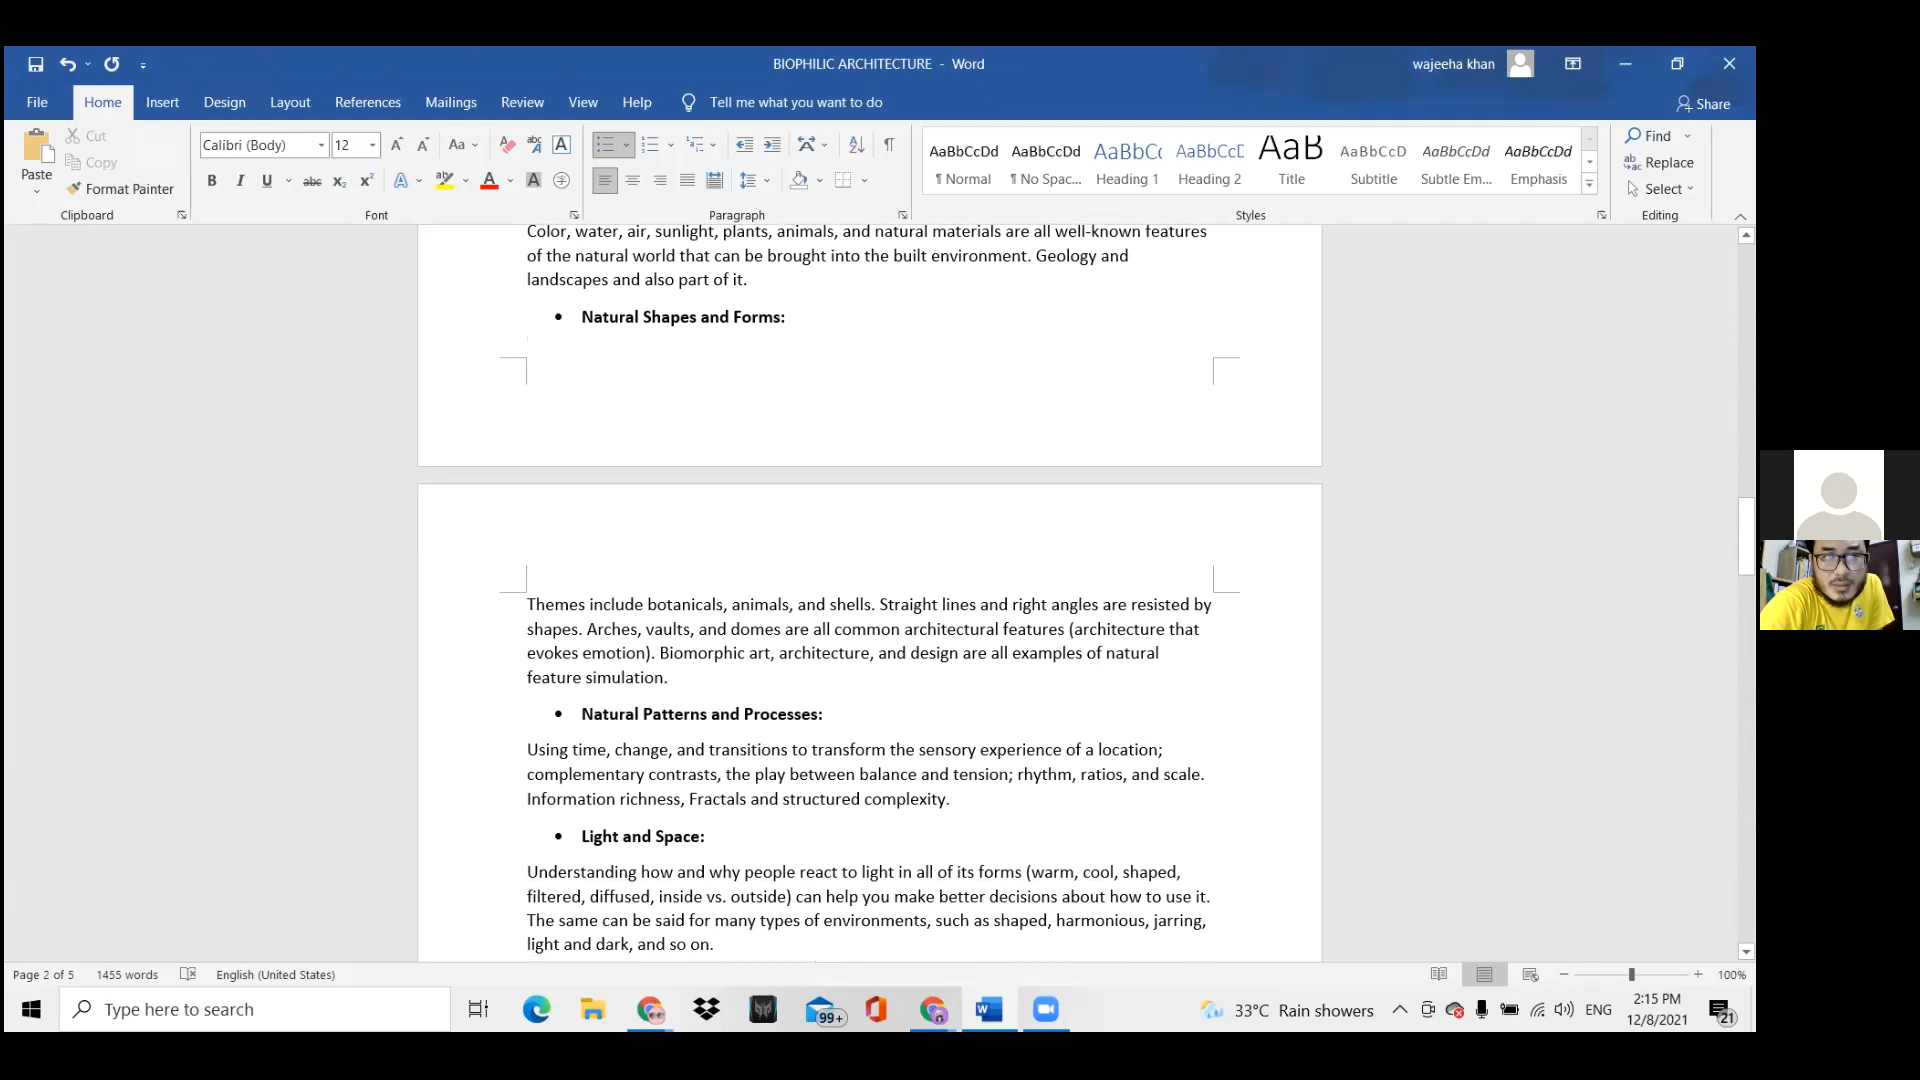 BIOPHILIC ARCHITECTURE - Word
wajeeha khan
File Home Insert Design Layout References Mailings Review View Help Tell me what you want to do
Share
Paste
Cut
Copy
Format Painter
Clipboard
Calibri (Body) 12
Aa
B I U abc x₂ x²
A
Font
Paragraph
AaBbCcDd AaBbCcDd AaBbCc AaBbCcD AaB AaBbCcD AaBbCcDd AaBbCcDd
¶ Normal ¶ No Spac... Heading 1 Heading 2 Title Subtitle Subtle Em... Emphasis
Styles
Find
Replace
Select
Editing
Color, water, air, sunlight, plants, animals, and natural materials are all well-known features
of the natural world that can be brought into the built environment. Geology and
landscapes and also part of it.
• Natural Shapes and Forms:
Themes include botanicals, animals, and shells. Straight lines and right angles are resisted by
shapes. Arches, vaults, and domes are all common architectural features (architecture that
evokes emotion). Biomorphic art, architecture, and design are all examples of natural
feature simulation.
• Natural Patterns and Processes:
Using time, change, and transitions to transform the sensory experience of a location;
complementary contrasts, the play between balance and tension; rhythm, ratios, and scale.
Information richness, Fractals and structured complexity.
• Light and Space:
Understanding how and why people react to light in all of its forms (warm, cool, shaped,
filtered, diffused, inside vs. outside) can help you make better decisions about how to use it.
The same can be said for many types of environments, such as shaped, harmonious, jarring,
light and dark, and so on.
Page 2 of 5 1455 words English (United States) 100%
Type here to search
99+
33°C Rain showers
ENG
2:15 PM
12/8/2021
21